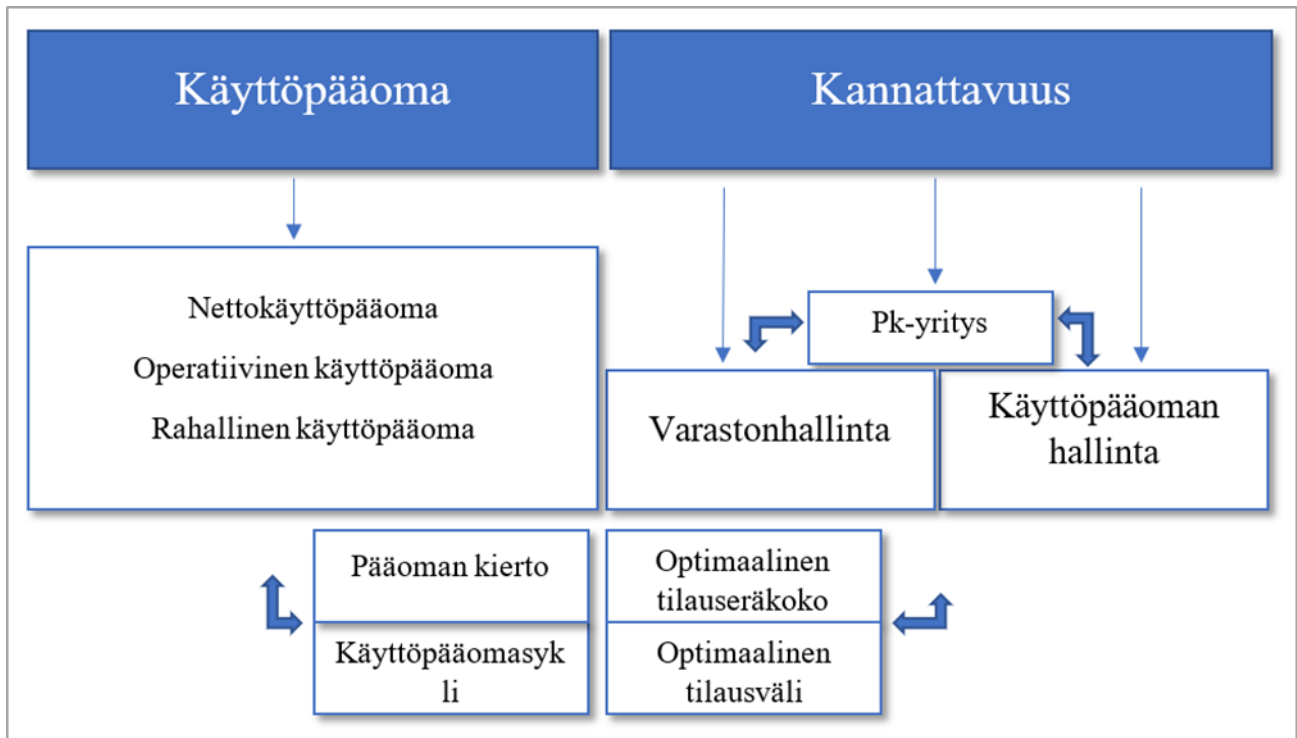 Käyttöpääoma
Kannattavuus
Nettokäyttöpääoma
Operatiivinen käyttöpääoma
Rahallinen käyttöpääoma
Pk-yritys
Varastonhallinta
Käyttöpääoman
hallinta
Pääoman kierto
Käyttöpääomasyk
li
Optimaalinen
tilauseräkoko
Optimaalinen
tilausväli